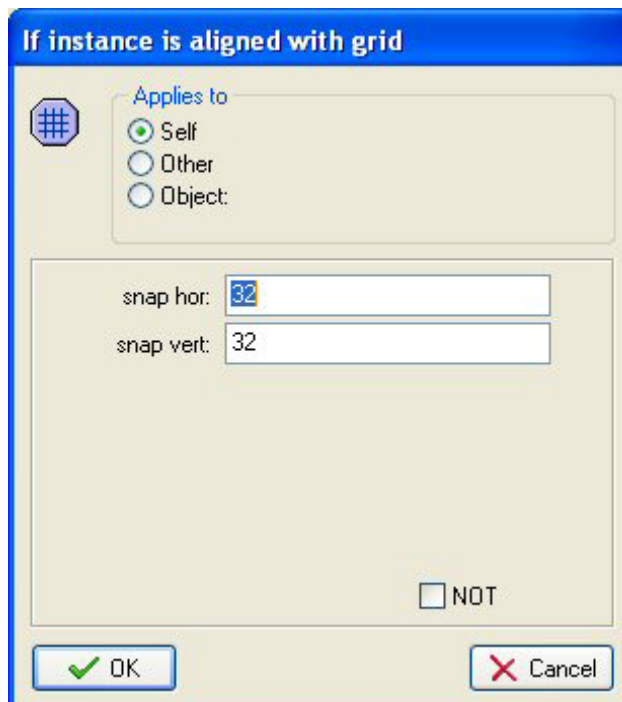 If instance is aligned with grid
Applies to
Self
Other
Object:
snap hor: 32
snap vert: 32
NOT
OK Cancel